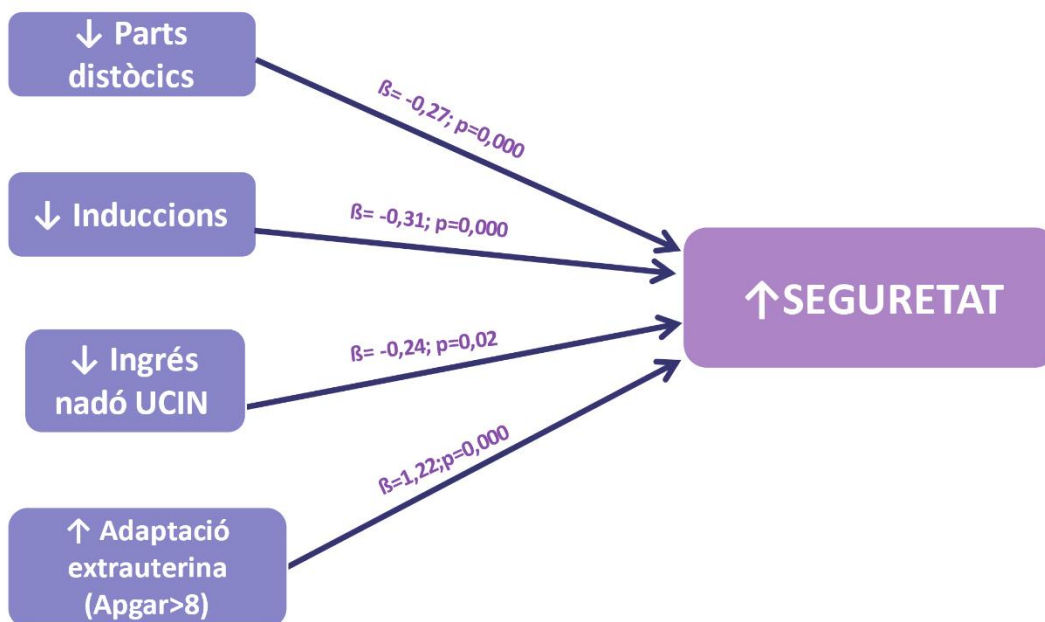 ↓ Parts
distòcics
ß= -0,27; p=0,000
↓ Induccions
ß= -0,31; p=0,000
↑SEGURETAT
↓ Ingrés
nadó UCIN
ß= -0,24; p=0,02
ß=1,22;p=0,000
↑ Adaptació
extrauterina
(Apgar>8)